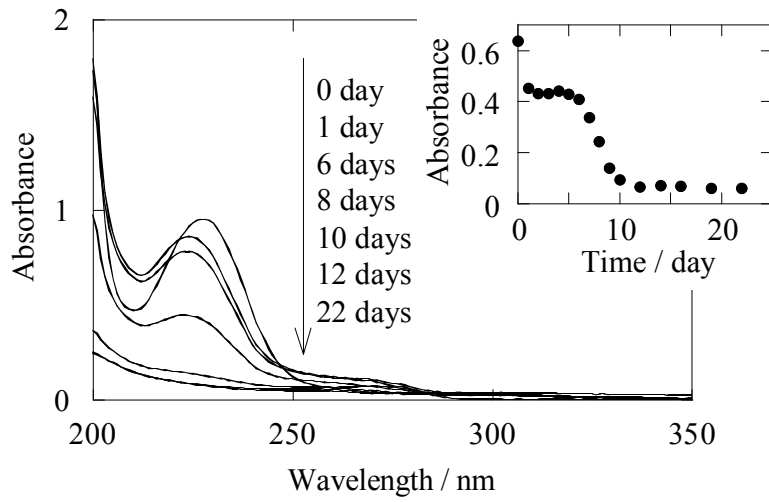 2
1
0
Absorbance
200
250
300
350
Wavelength / nm
0 day
1 day
6 days
8 days
10 days
12 days
22 days
0.6
0.4
0.2
0
Absorbance
0
10
20
Time / day